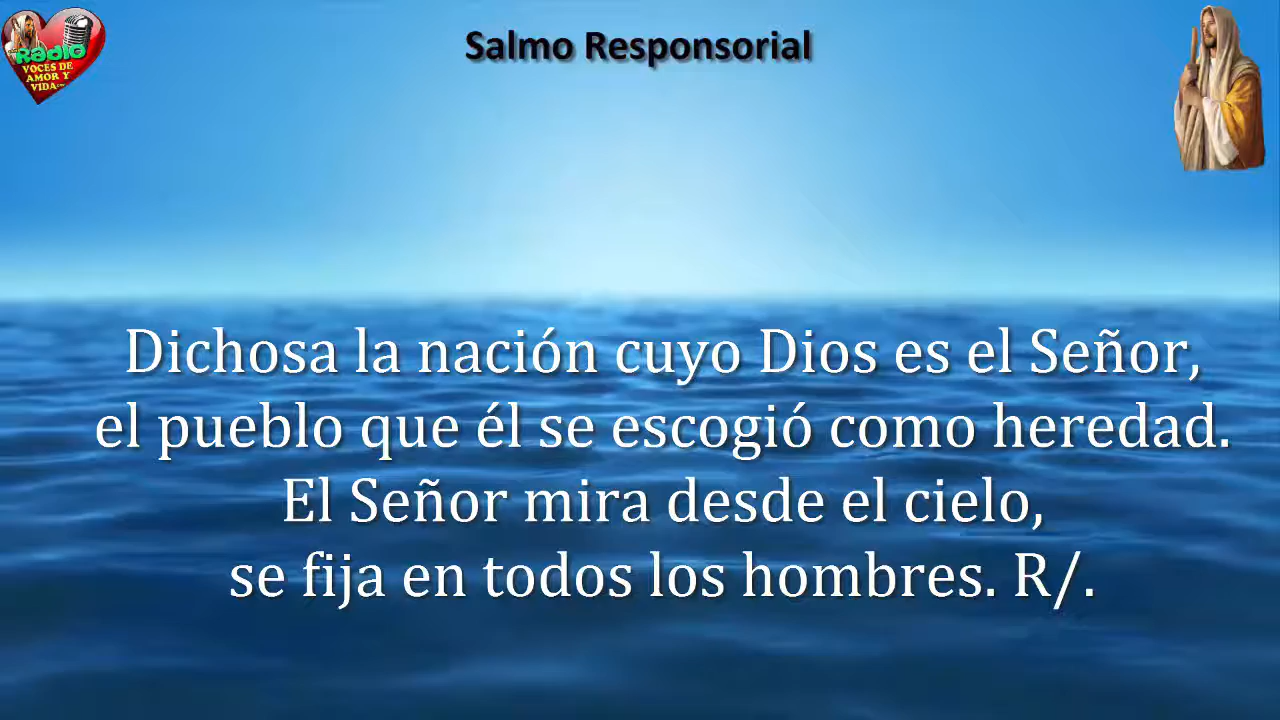 Salmo Responsorial
Radio
VOCES DE
AMOR Y
VIDA
Dichosa la nación cuyo Dios es el Señor,
el pueblo que él se escogió como heredad.
El Señor mira desde el cielo,
se fija en todos los hombres. R/.